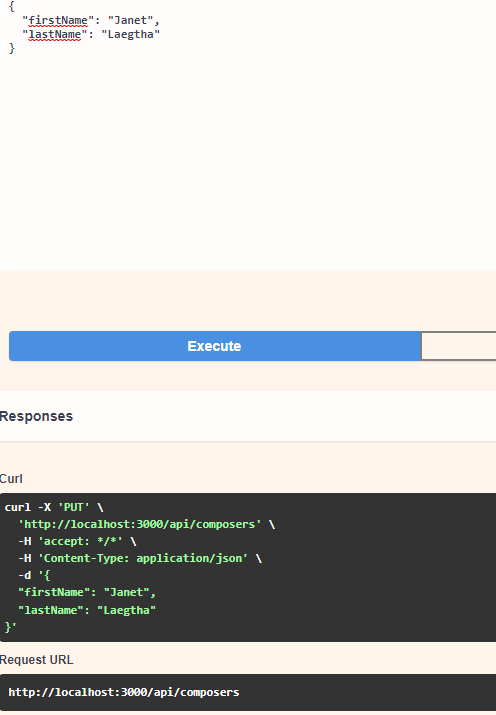 {
  "firstName": "Janet",
  "lastName": "Laegtha"
}
Execute
Responses
Curl
curl -X 'PUT' \
  'http://localhost:3000/api/composers' \
  -H 'accept: */*' \
  -H 'Content-Type: application/json' \
  -d '{
  "firstName": "Janet",
  "lastName": "Laegtha"
}'
Request URL
http://localhost:3000/api/composers